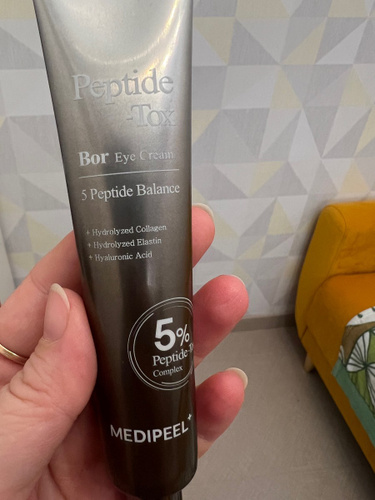 Peptide
-Tox
Bor Eye Cream
5 Peptide Balance
+ Hydrolyzed Collagen
+ Hydrolyzed Elastin
+ Hyaluronic Acid
5%
Peptide-T
Complex
MEDIPEEL+